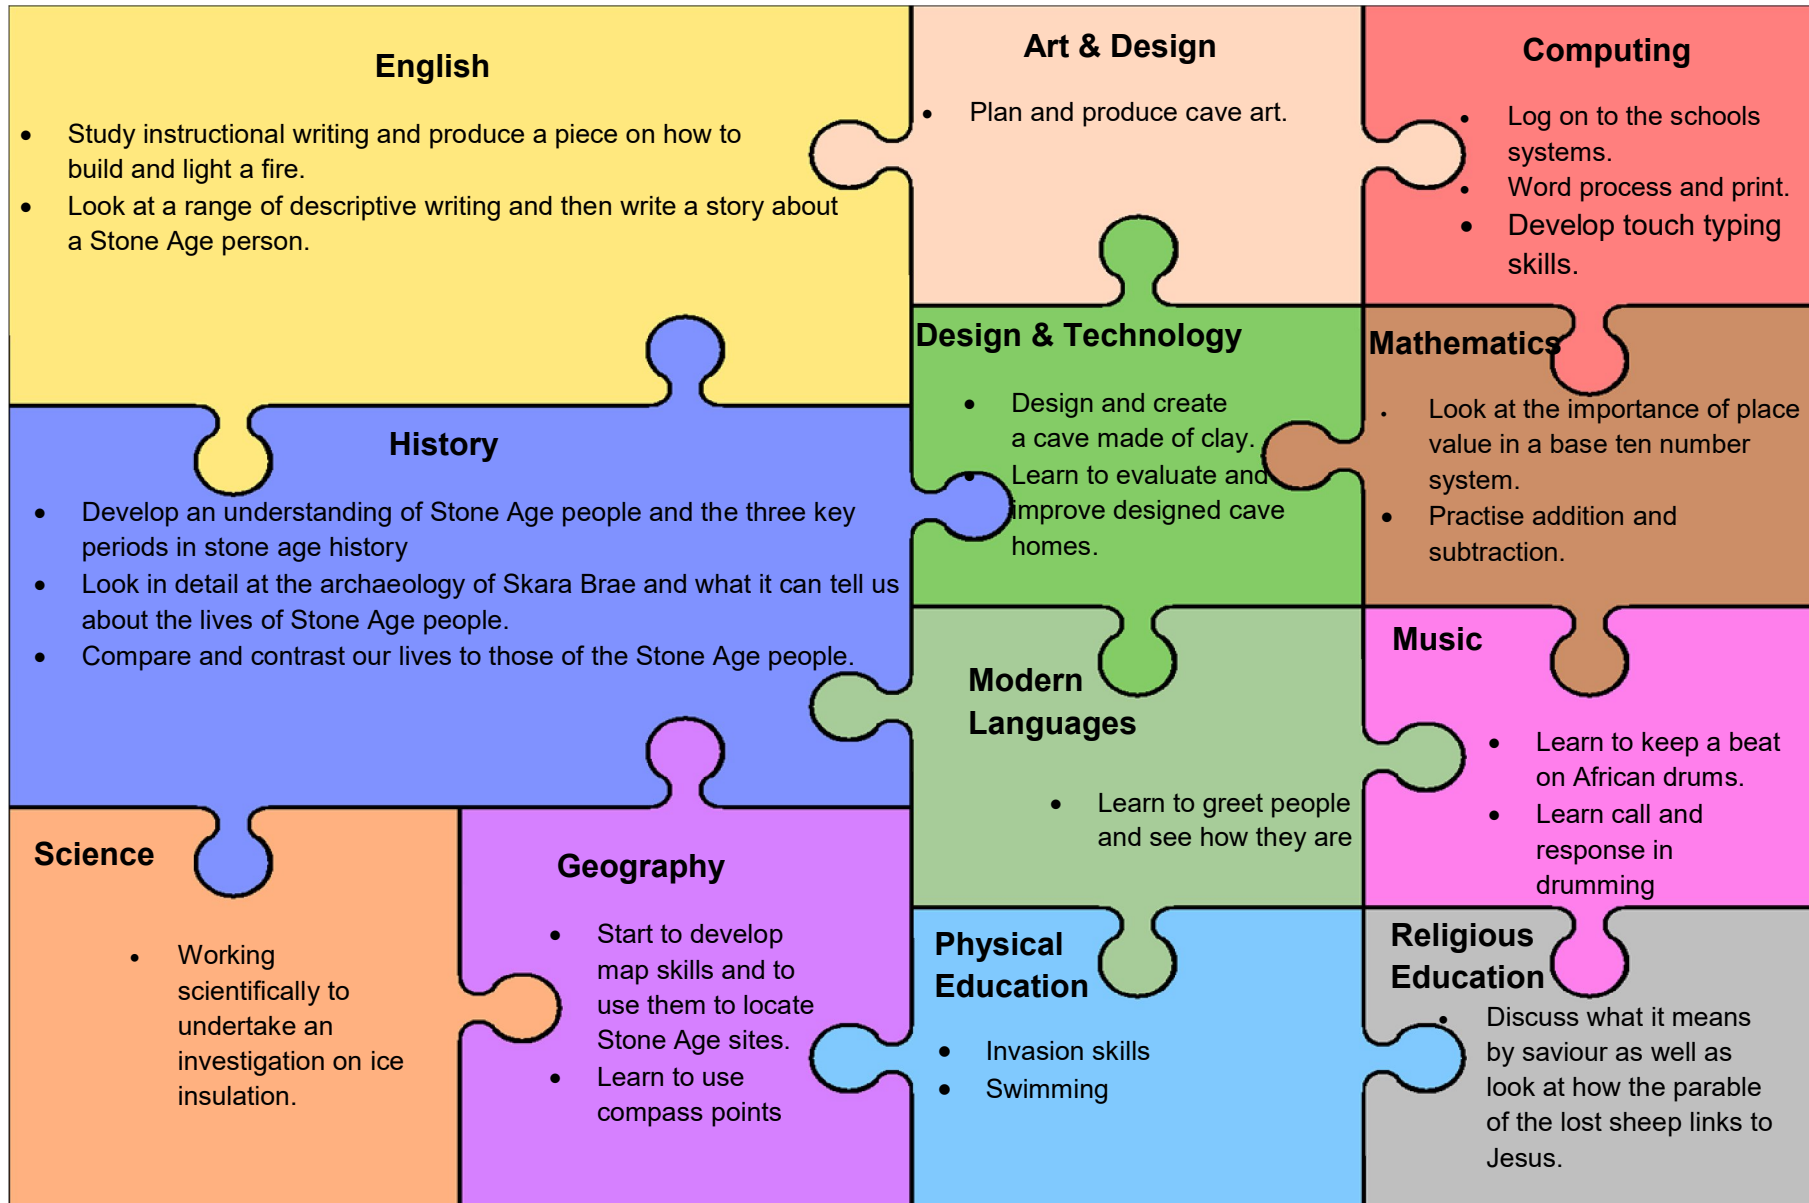 English
• Study instructional writing and produce a piece on how to
build and light a fire.
• Look at a range of descriptive writing and then write a story about
a Stone Age person.
Art & Design
• Plan and produce cave art.
Computing
• Log on to the schools
systems.
• Word process and print.
• Develop touch typing
skills.
History
• Develop an understanding of Stone Age people and the three key
periods in stone age history
• Look in detail at the archaeology of Skara Brae and what it can tell us
about the lives of Stone Age people.
• Compare and contrast our lives to those of the Stone Age people.
Design & Technology
• Design and create
a cave made of clay.
• Learn to evaluate and
improve designed cave
homes.
Mathematics
• Look at the importance of place
value in a base ten number
system.
• Practise addition and
subtraction.
Modern
Languages
• Learn to greet people
and see how they are
Music
• Learn to keep a beat
on African drums.
• Learn call and
response in
drumming
Science
• Working
scientifically to
undertake an
investigation on ice
insulation.
Geography
• Start to develop
map skills and to
use them to locate
Stone Age sites.
• Learn to use
compass points
Physical
Education
• Invasion skills
• Swimming
Religious
Education
• Discuss what it means
by saviour as well as
look at how the parable
of the lost sheep links to
Jesus.